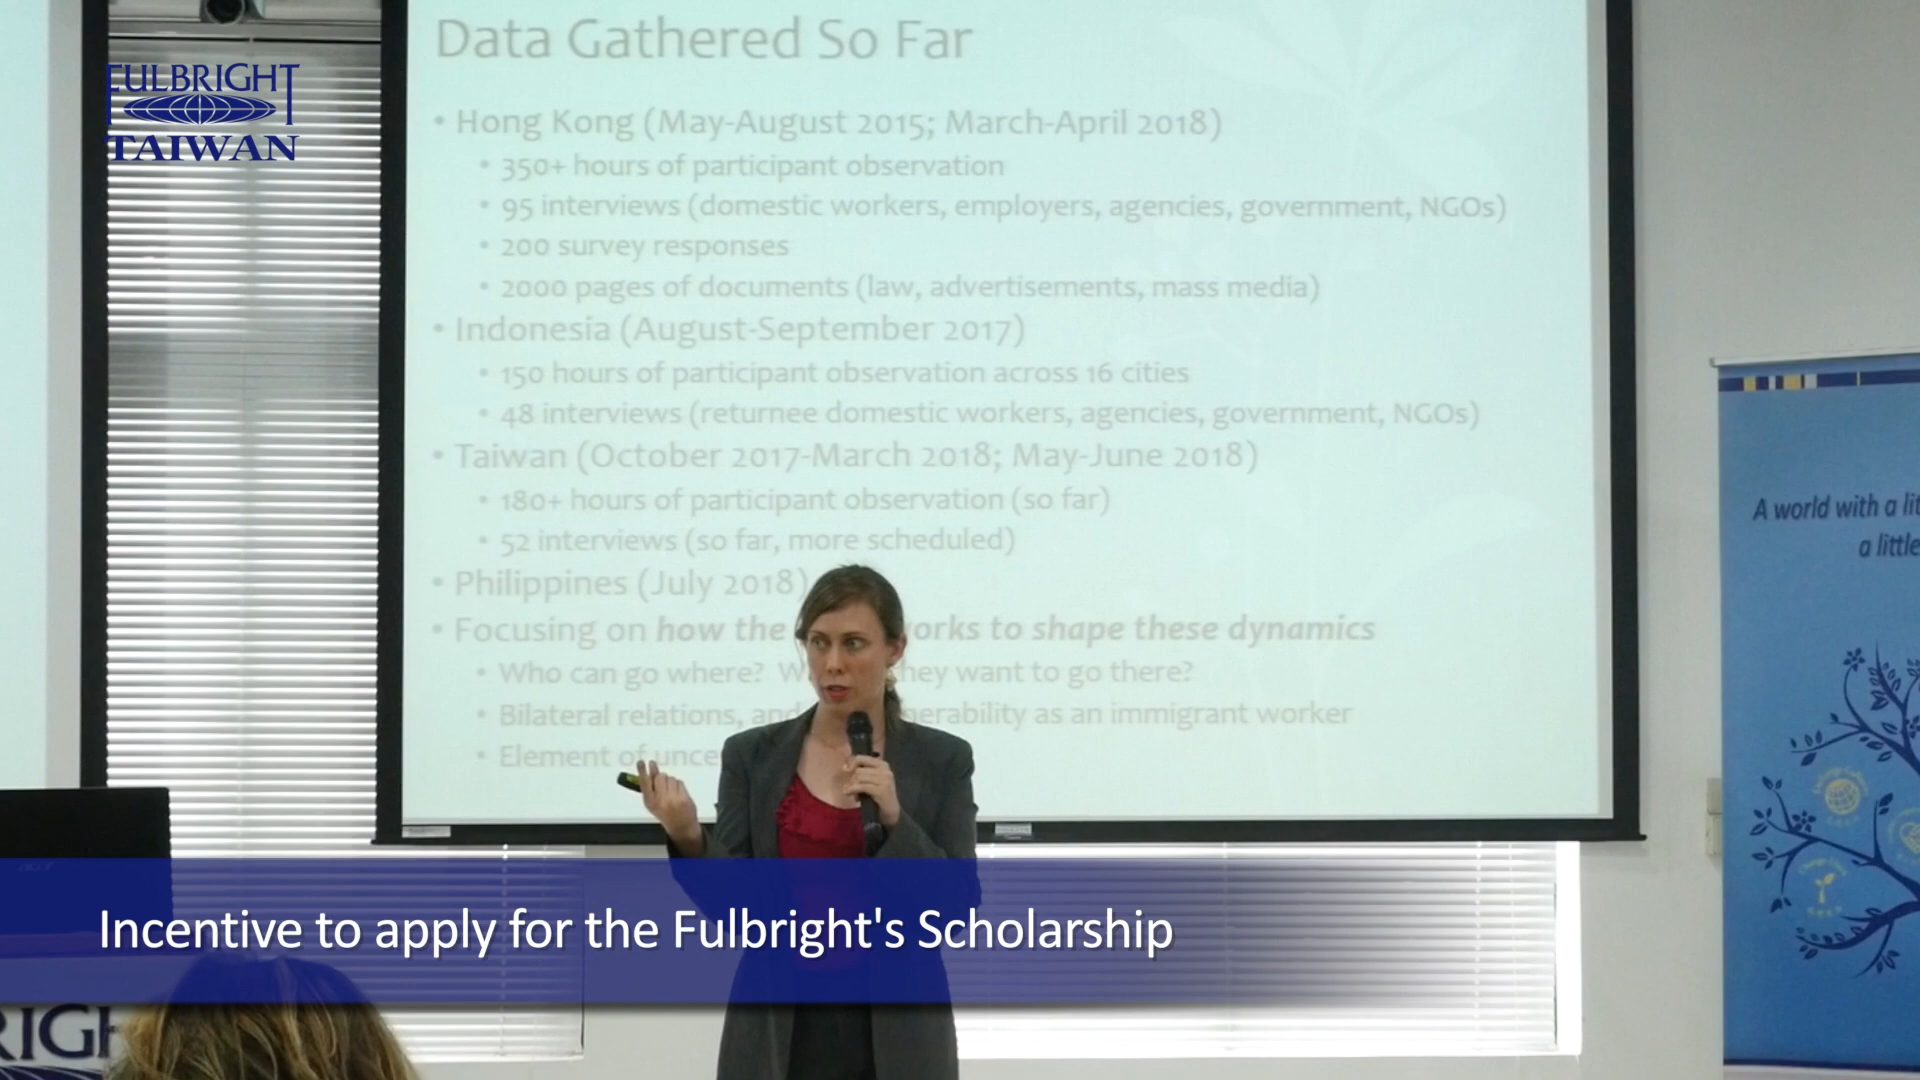 FULBRIGHT
TAIWAN
Data Gathered So Far
• Hong Kong (May-August 2015; March-April 2018)
• 350+ hours of participant observation
• 95 interviews (domestic workers, employers, agencies, government, NGOs)
• 200 survey responses
• 2000 pages of documents (law, advertisements, mass media)
• Indonesia (August-September 2017)
• 150 hours of participant observation across 16 cities
• 48 interviews (returnee domestic workers, agencies, government, NGOs)
• Taiwan (October 2017-March 2018; May-June 2018)
• 180+ hours of participant observation (so far)
• 52 interviews (so far, more scheduled)
• Philippines (July 2018)
• Focusing on how the orks to shape these dynamics
• Who can go where? W hey want to go there?
• Bilateral relations, and erability as an immigrant worker
• Element of unce
A world with a lit
a little
acer
Incentive to apply for the Fulbright's Scholarship
RIGH